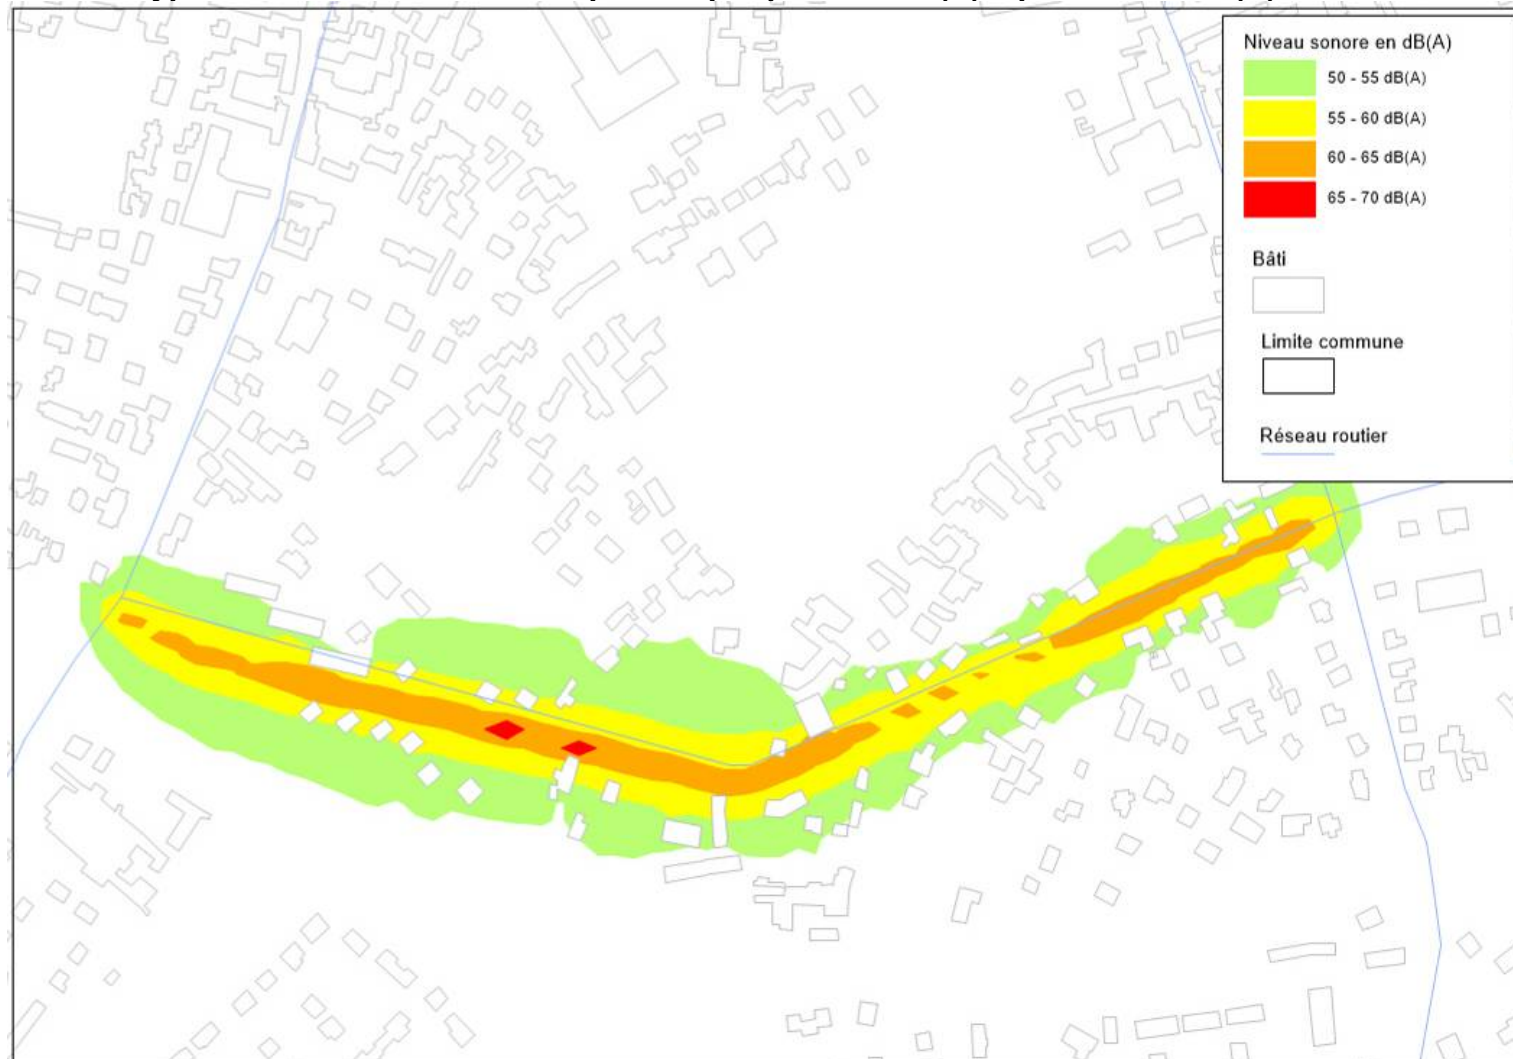 Niveau sonore en dB(A)
50 - 55 dB(A)
55 - 60 dB(A)
60 - 65 dB(A)
65 - 70 dB(A)
Bâti
Limite commune
Réseau routier